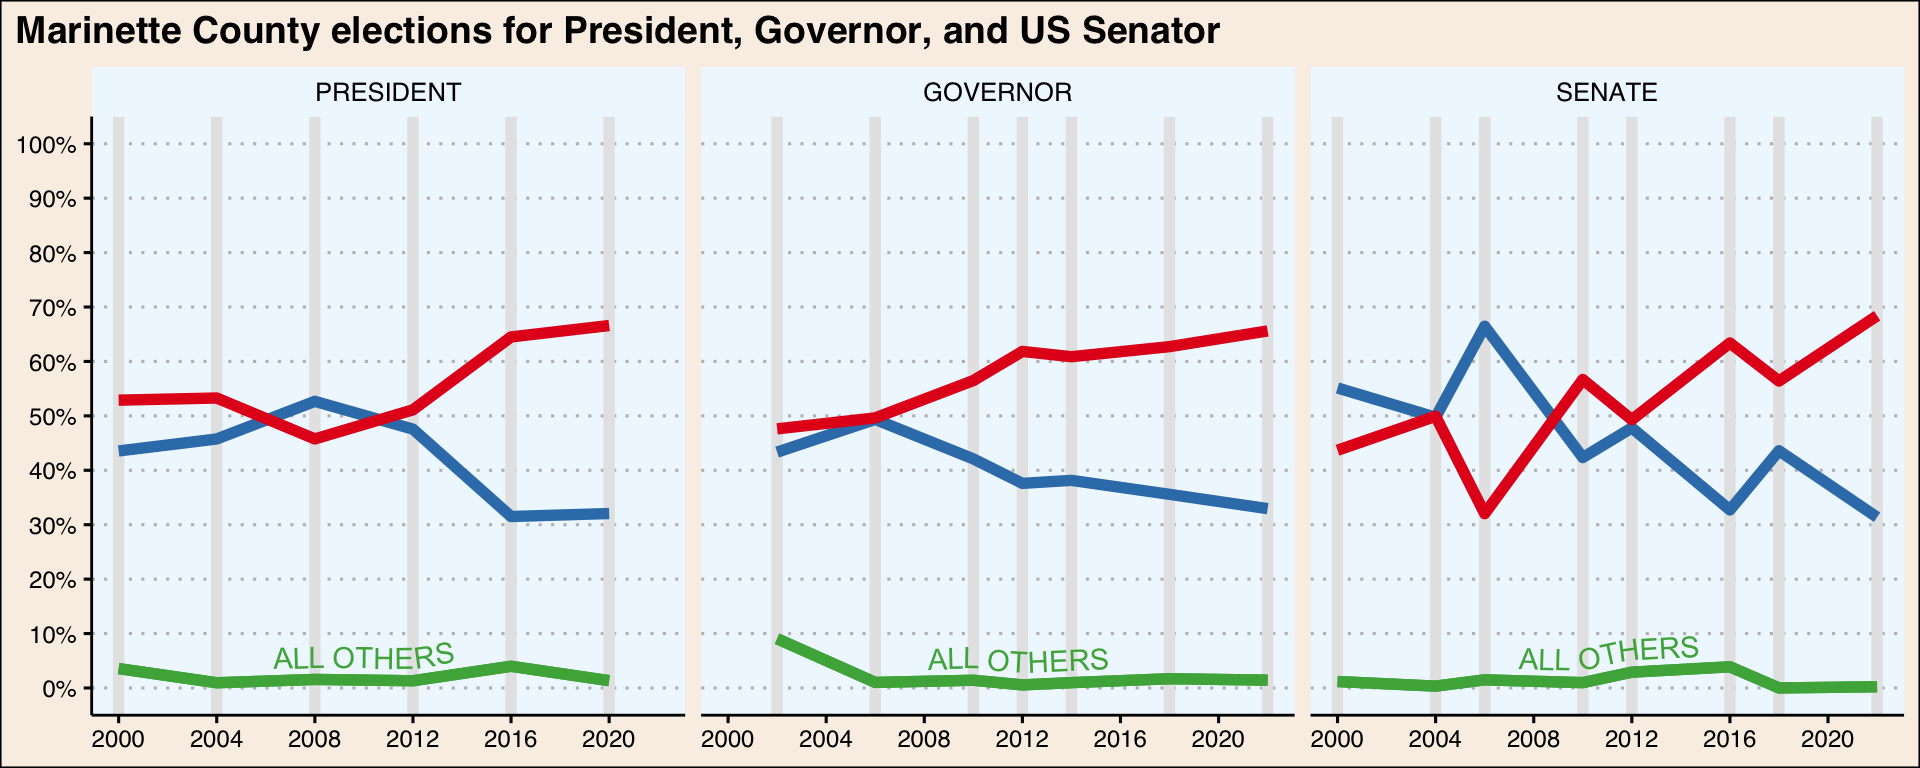 Marinette County elections for President, Governor, and US Senator
PRESIDENT
GOVERNOR
SENATE
100%
90%
80%
70%
60%
50%
40%
30%
20%
10%
0%
ALL OTHERS
ALL OTHERS
ALL OTHERS
2000 2004 2008 2012 2016 2020
2000 2004 2008 2012 2016 2020
2000 2004 2008 2012 2016 2020